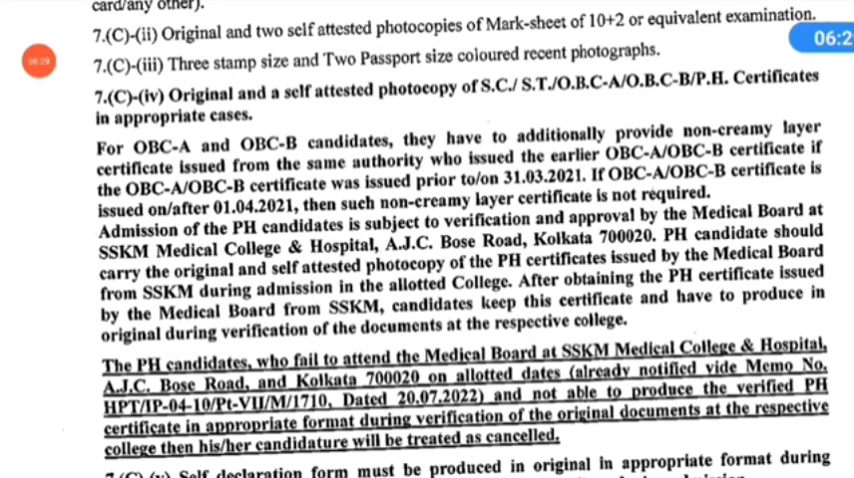 card/any other).
7.(C)-(ii) Original and two self attested photocopies of Mark-sheet of 10+2 or equivalent examination.
06:2
06:29
7.(C)-(iii) Three stamp size and Two Passport size coloured recent photographs.
7.(C)-(iv) Original and a self attested photocopy of S.C./ S.T./O.B.C-A/O.B.C-B/P.H. Certificates
in appropriate cases.
For OBC-A and OBC-B candidates, they have to additionally provide non-creamy layer
certificate issued from the same authority who issued the earlier OBC-A/OBC-B certificate if
the OBC-A/OBC-B certificate was issued prior to/on 31.03.2021. If OBC-A/OBC-B certificate is
issued on/after 01.04.2021, then such non-creamy layer certificate is not required.
Admission of the PH candidates is subject to verification and approval by the Medical Board at
SSKM Medical College & Hospital, A.J.C. Bose Road, Kolkata 700020. PH candidate should
carry the original and self attested photocopy of the PH certificates issued by the Medical Board
from SSKM during admission in the allotted College. After obtaining the PH certificate issued
by the Medical Board from SSKM, candidates keep this certificate and have to produce in
original during verification of the documents at the respective college.
The PH candidates, who fail to attend the Medical Board at SSKM Medical College & Hospital,
A.J.C. Bose Road, and Kolkata 700020 on allotted dates (already notified vide Memo No.
HPT/IP-04-10/Pt-VII/M/1710, Dated 20.07.2022) and not able to produce the verified PH
certificate in appropriate format during verification of the original documents at the respective
college then his/her candidature will be treated as cancelled.
7.(C)-(v) Self declaration form must be produced in original in appropriate format during